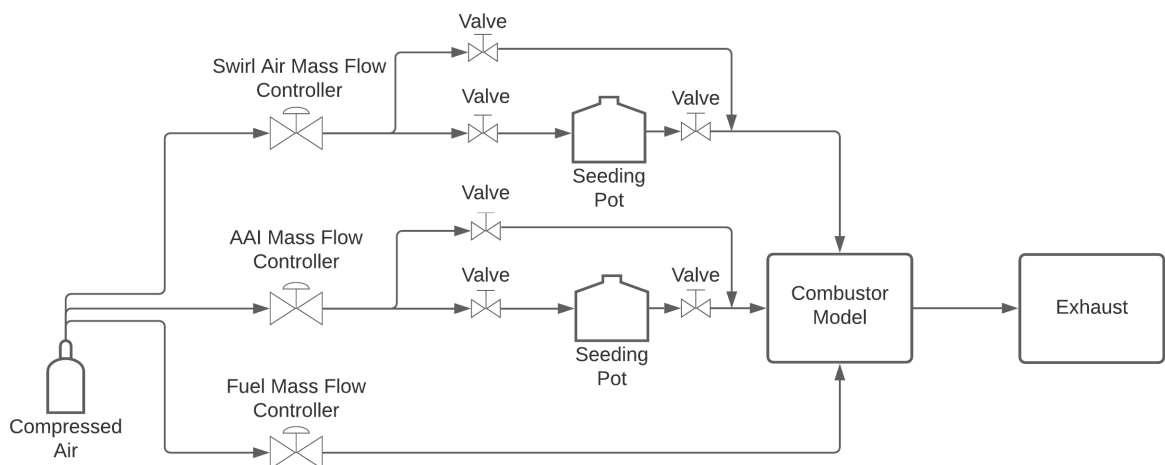 Valve
Swirl Air Mass Flow
Controller
Valve
Valve
Seeding
Pot
Valve
AAI Mass Flow
Controller
Valve
Valve
Combustor
Model
Exhaust
Seeding
Pot
Fuel Mass Flow
Controller
Compressed
Air